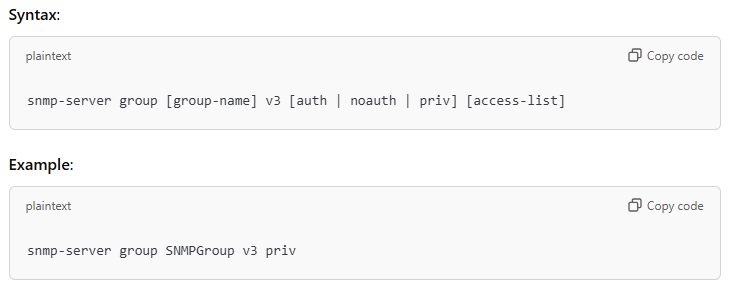 Syntax:
plaintext Copy code
snmp-server group [group-name] v3 [auth | noauth | priv] [access-list]
Example:
plaintext Copy code
snmp-server group SNMPGroup v3 priv